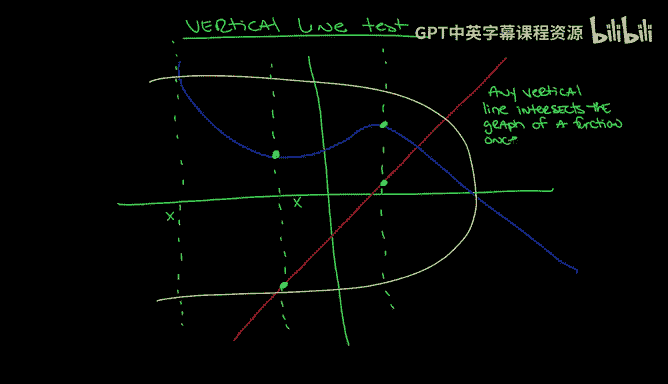 VERTICAL LINE test
GPT中英字幕课程资源 bilibili
Any vertical
line intersects the
graph of a function
once
x
x